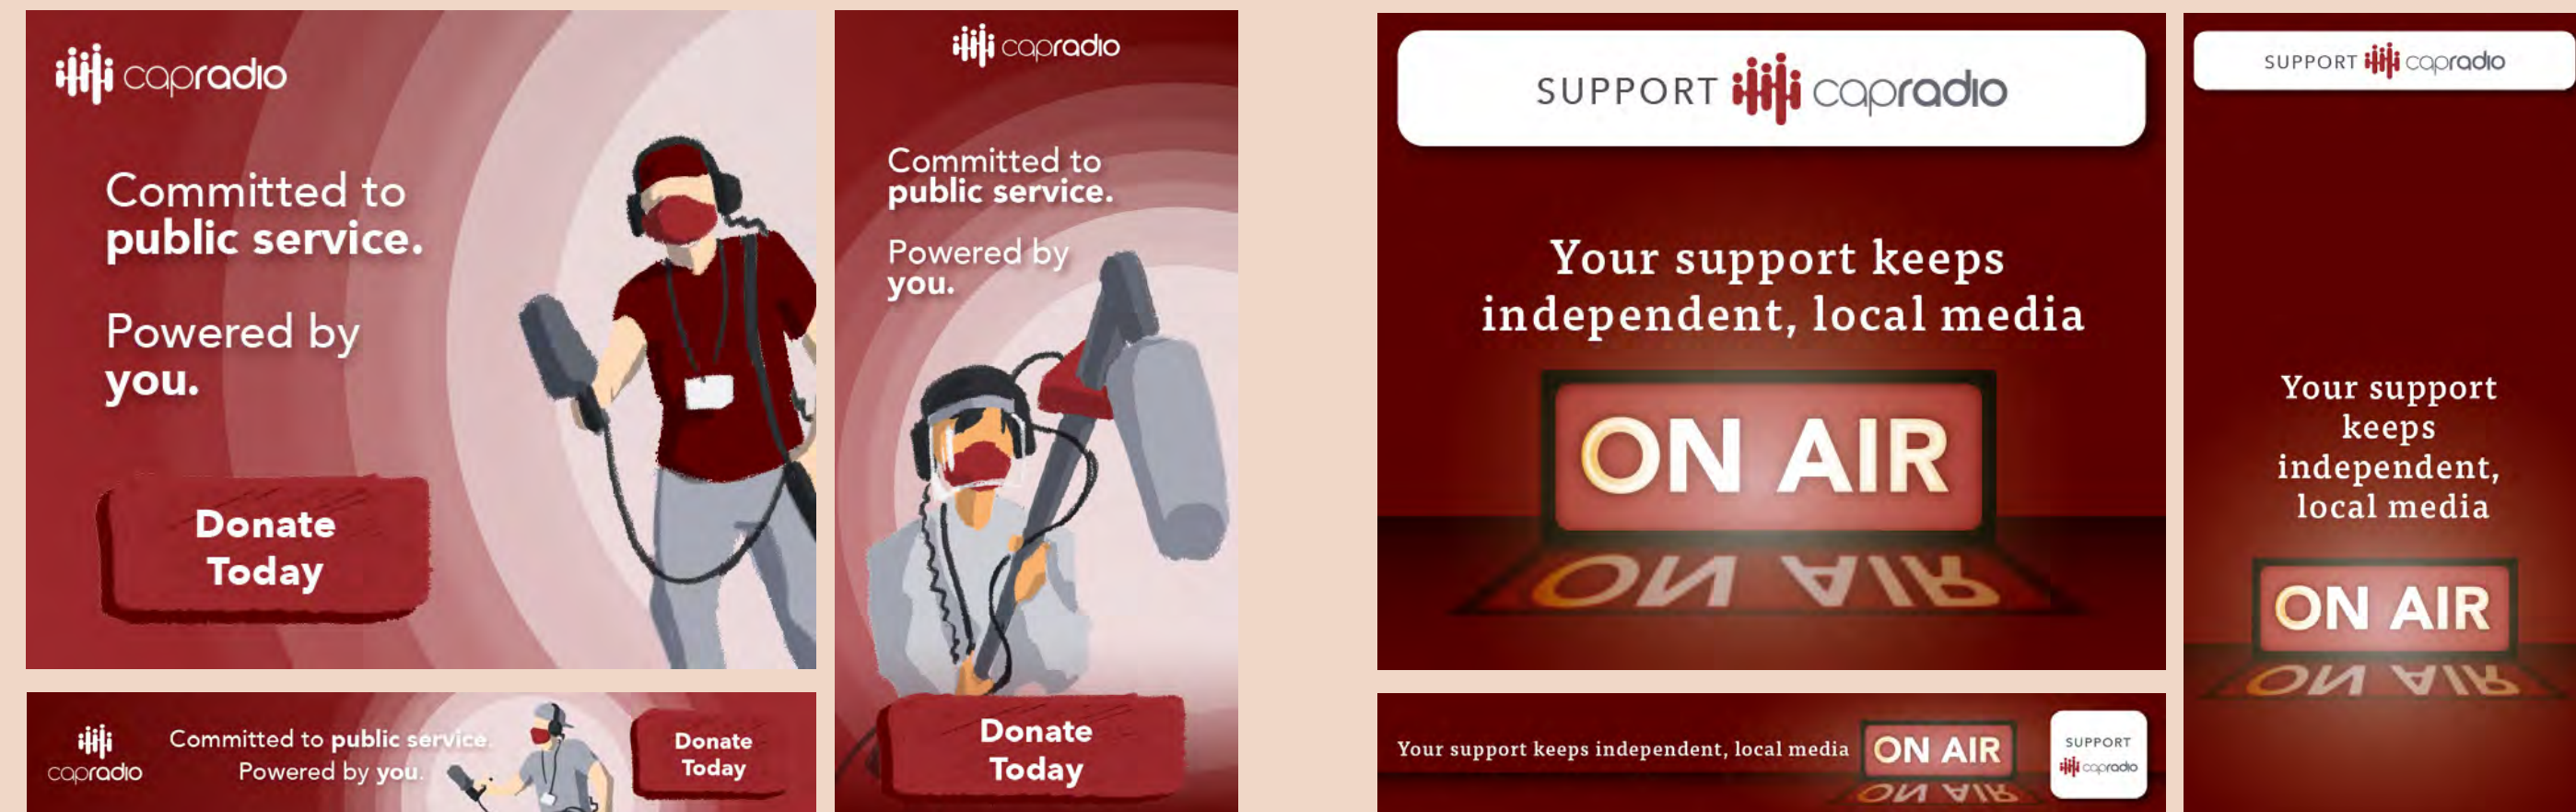 capradio
Committed to
public service.
Powered by
you.
Donate
Today
capradio
Committed to
public service.
Powered by
you.
Donate
Today
capradio
Committed to public service.
Powered by you.
Donate
Today
SUPPORT capradio
Your support keeps
independent, local media
ON AIR
ON AIR
SUPPORT capradio
Your support
keeps
independent,
local media
ON AIR
ON AIR
Your support keeps independent, local media
ON AIR
ON AIR
SUPPORT
capradio